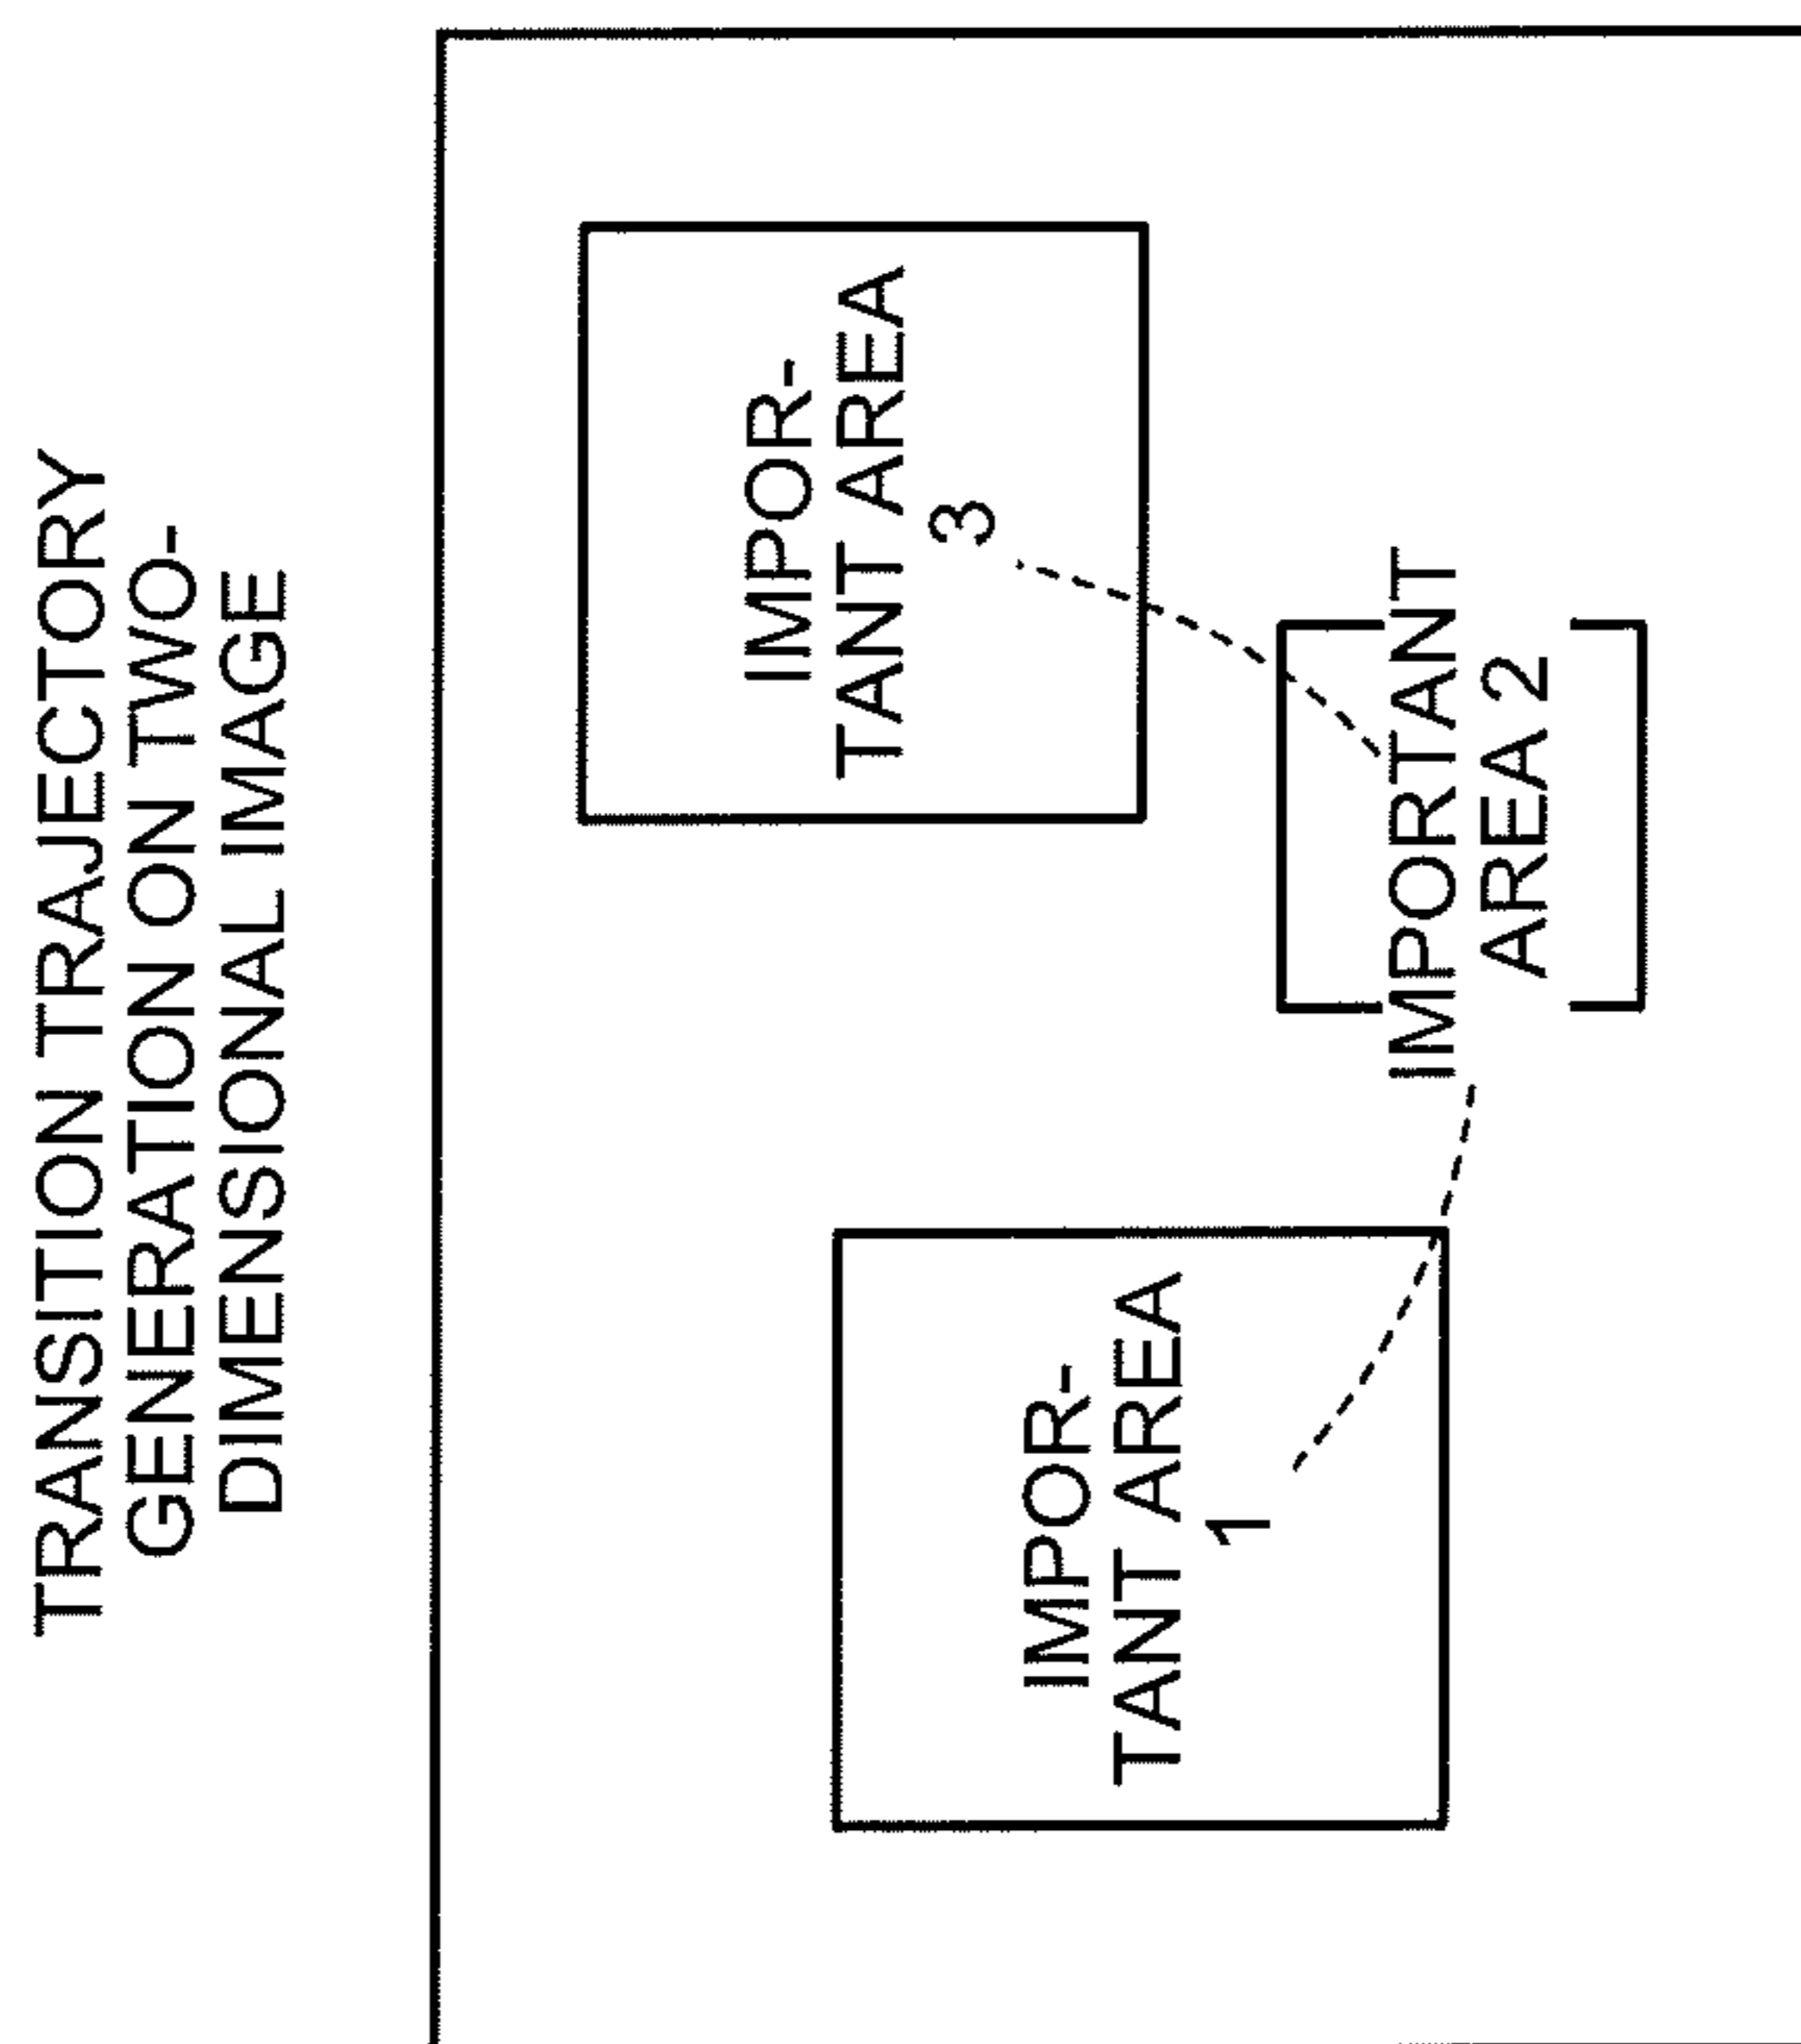 TRANSITION TRAJECTORY
GENERATION ON TWO-
DIMENSIONAL IMAGE
IMPOR-
TANT AREA
1
IMPORTANT
AREA 2
IMPOR-
TANT AREA
3